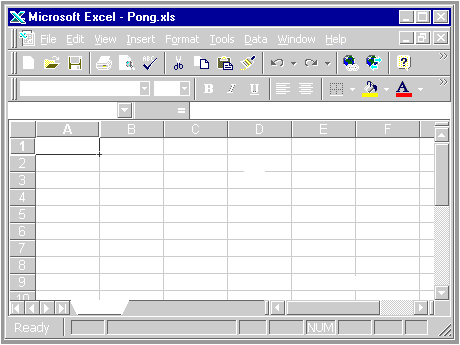 Microsoft Excel - Pong.xls
File Edit View Insert Format Tools Data Window Help
B I U A
=
A B C D E F
1
2
3
4
5
6
7
8
9
10
Ready NUM